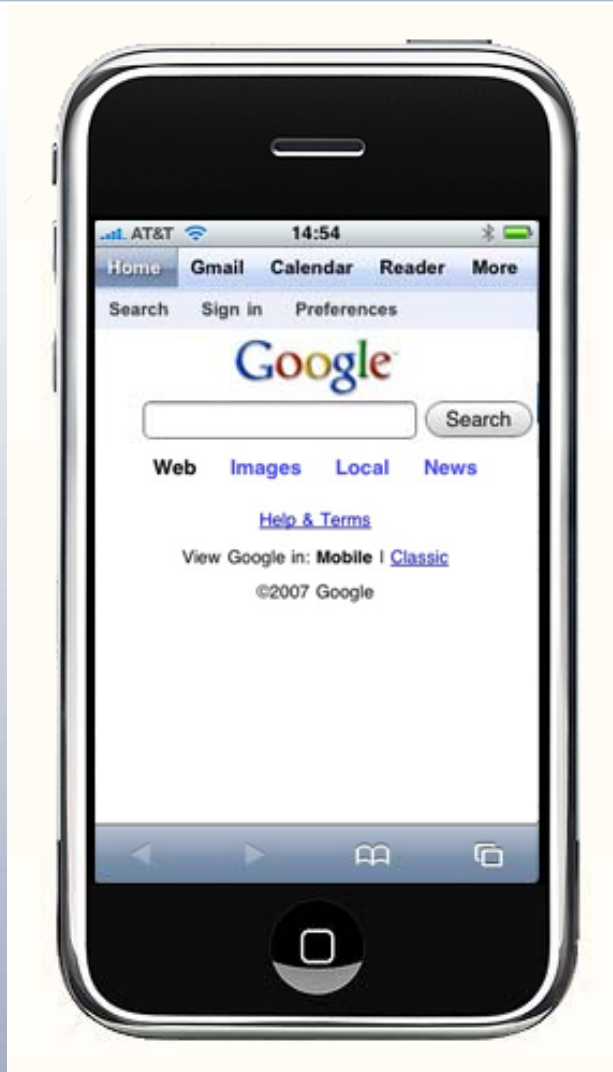 AT&T 14:54
Home Gmail Calendar Reader More
Search Sign in Preferences
Google
Search
Web Images Local News
Help & Terms
View Google in: Mobile | Classic
©2007 Google